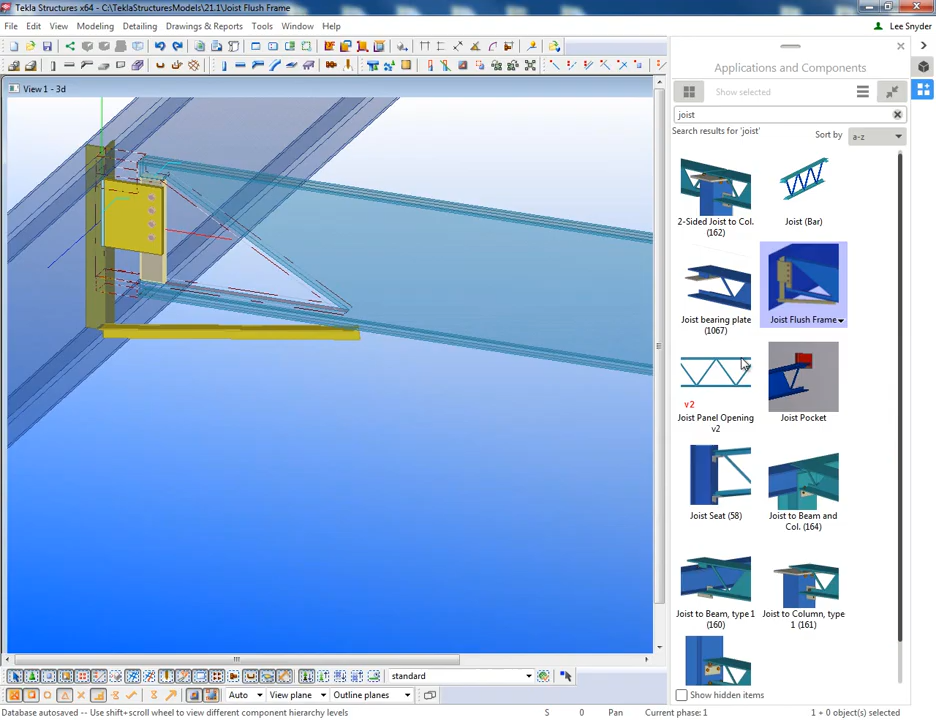 Tekla Structures x64 - C:\TeklaStructuresModels\21.1\Joist Flush Frame
File Edit View Modeling Detailing Drawings & Reports Tools Window Help
Lee Snyder
View 1 - 3d
Applications and Components
Show selected
joist
Search results for 'joist'
Sort by
a-z
2-Sided Joist to Col.
(162)
Joist (Bar)
Joist bearing plate
(1067)
Joist Flush Frame
v2
Joist Panel Opening
v2
Joist Pocket
Joist Seat (58)
Joist to Beam and
Col. (164)
Joist to Beam, type 1
(160)
Joist to Column, type
1 (161)
Show hidden items
standard
Auto
View plane
Outline planes
Database autosaved -- Use shift+scroll wheel to view different component hierarchy levels
S 0 Pan Current phase: 1 1 + 0 object(s) selected